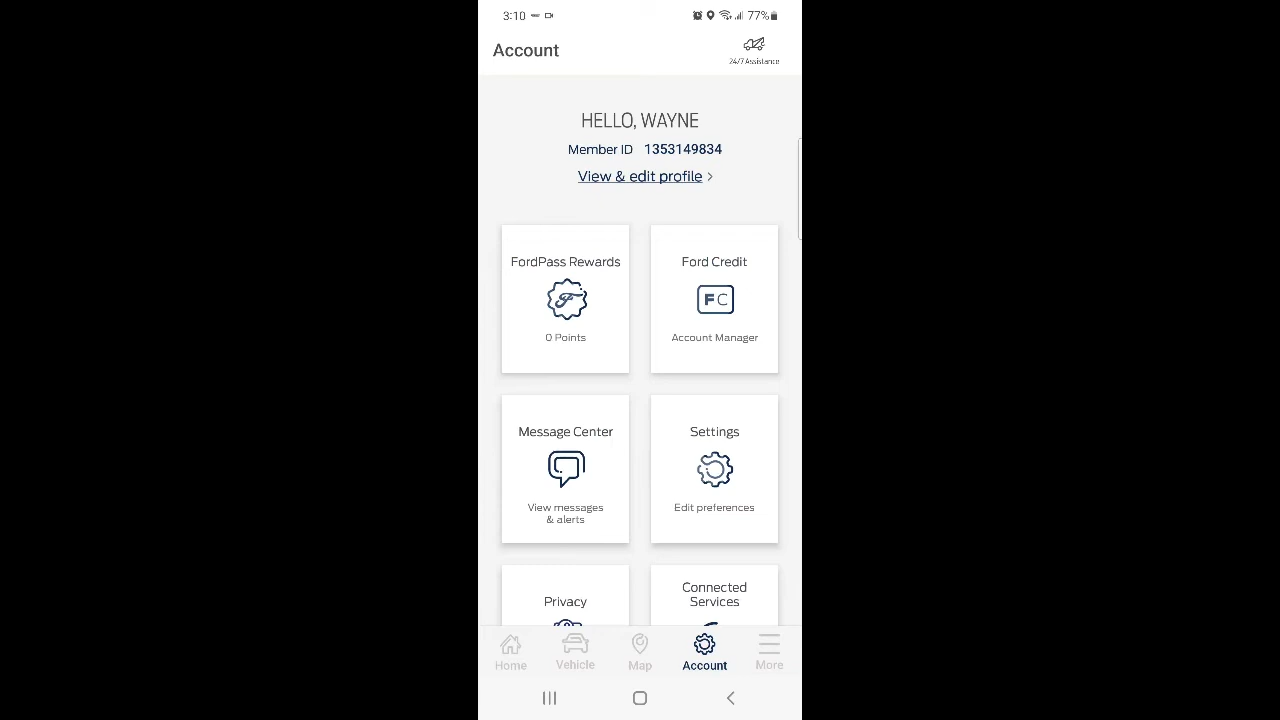 3:10
77%
Account
24/7 Assistance
HELLO, WAYNE
Member ID 1353149834
View & edit profile >
FordPass Rewards
0 Points
Ford Credit
FC
Account Manager
Message Center
View messages
& alerts
Settings
Edit preferences
Privacy
Connected
Services
Home
Vehicle
Map
Account
More